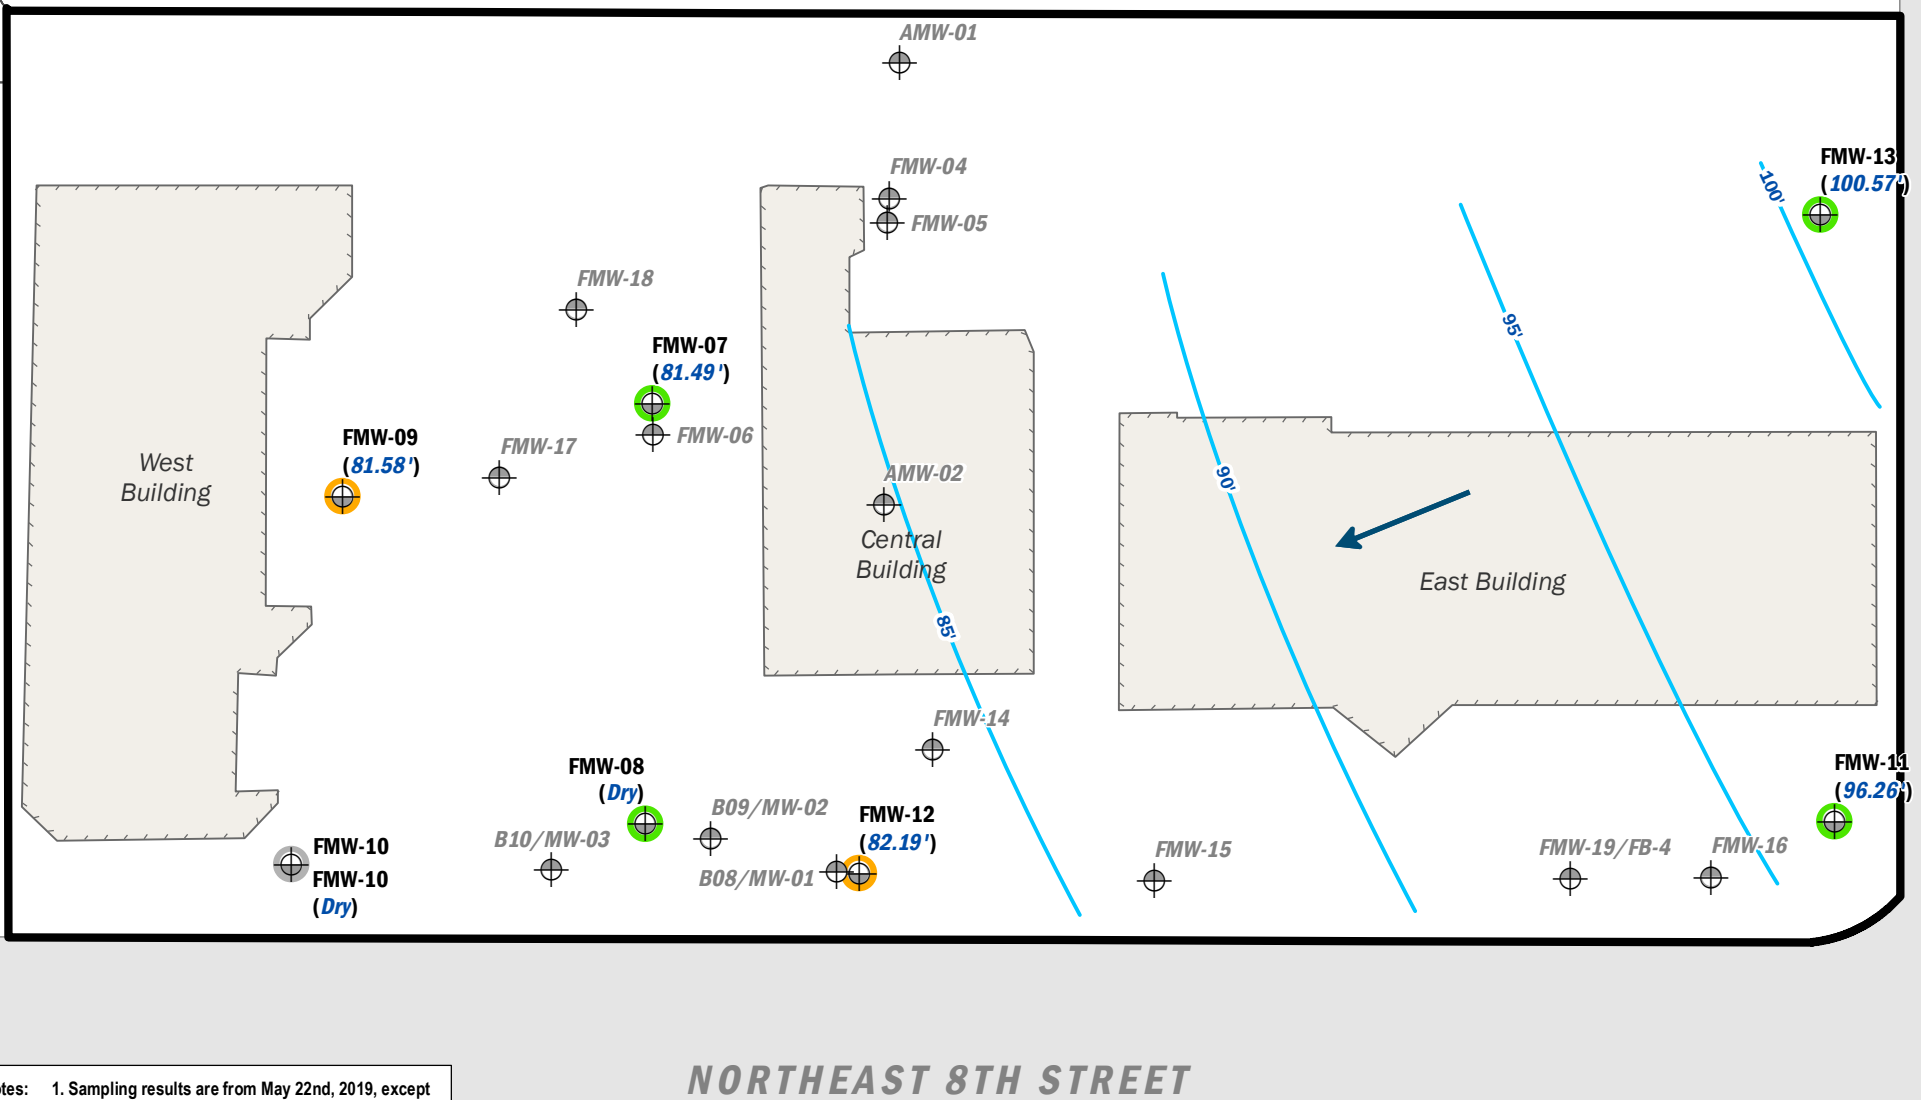 AMW-01
FMW-13
(100.57')
100'
FMW-04
FMW-05
FMW-18
95'
FMW-07
(81.49')
FMW-06
FMW-09
(81.58')
FMW-17
West
Building
AMW-02
90'
Central
Building
East Building
85'
FMW-14
FMW-08
(Dry)
FMW-11
(96.26')
B09/MW-02
FMW-12
(82.19')
B10/MW-03
FMW-10
FMW-10
(Dry)
B08/MW-01
FMW-15
FMW-19/FB-4
FMW-16
NORTHEAST 8TH STREET
otes: 1. Sampling results are from May 22nd, 2019, except